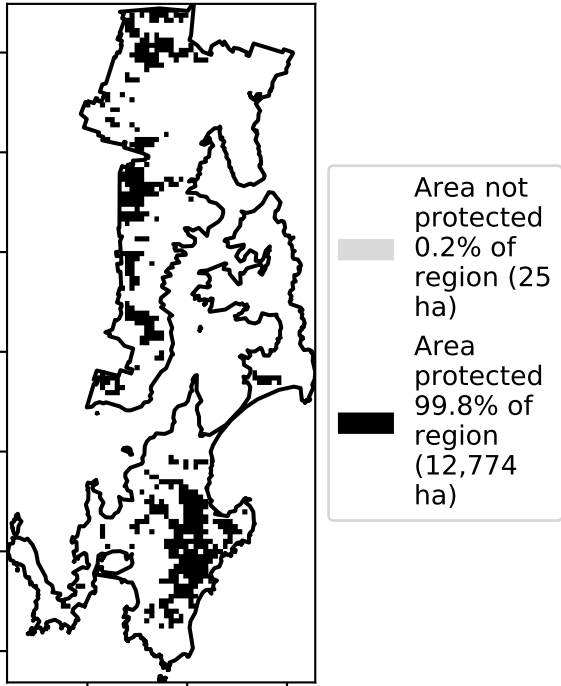 Area not
protected
0.2% of
region (25
ha)
Area
protected
99.8% of
region
(12,774
ha)